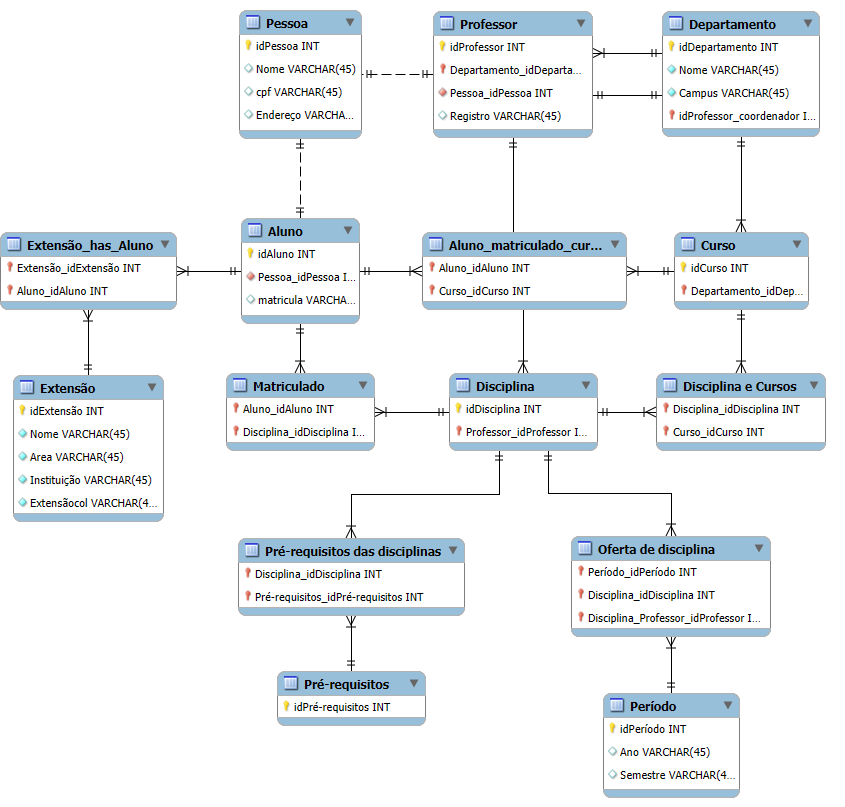 Pessoa
idPessoa INT
Nome VARCHAR(45)
cpf VARCHAR(45)
Endereço VARCHA...
Professor
idProfessor INT
Departamento_idDeparta...
Pessoa_idPessoa INT
Registro VARCHAR(45)
Departamento
idDepartamento INT
Nome VARCHAR(45)
Campus VARCHAR(45)
idProfessor_coordenador I...
Extensão_has_Aluno
Extensão_idExtensão INT
Aluno_idAluno INT
Aluno
idAluno INT
Pessoa_idPessoa I...
matricula VARCHA...
Aluno_matriculado_cur...
Aluno_idAluno INT
Curso_idCurso INT
Curso
idCurso INT
Departamento_idDep...
Extensão
idExtensão INT
Nome VARCHAR(45)
Area VARCHAR(45)
Instituição VARCHAR(45)
Extensãocol VARCHAR(4...
Matriculado
Aluno_idAluno INT
Disciplina_idDisciplina I...
Disciplina
idDisciplina INT
Professor_idProfessor I...
Disciplina e Cursos
Disciplina_idDisciplina INT
Curso_idCurso INT
Pré-requisitos das disciplinas
Disciplina_idDisciplina INT
Pré-requisitos_idPré-requisitos INT
Oferta de disciplina
Período_idPeríodo INT
Disciplina_idDisciplina INT
Disciplina_Professor_idProfessor I...
Pré-requisitos
idPré-requisitos INT
Período
idPeríodo INT
Ano VARCHAR(45)
Semestre VARCHAR(4...